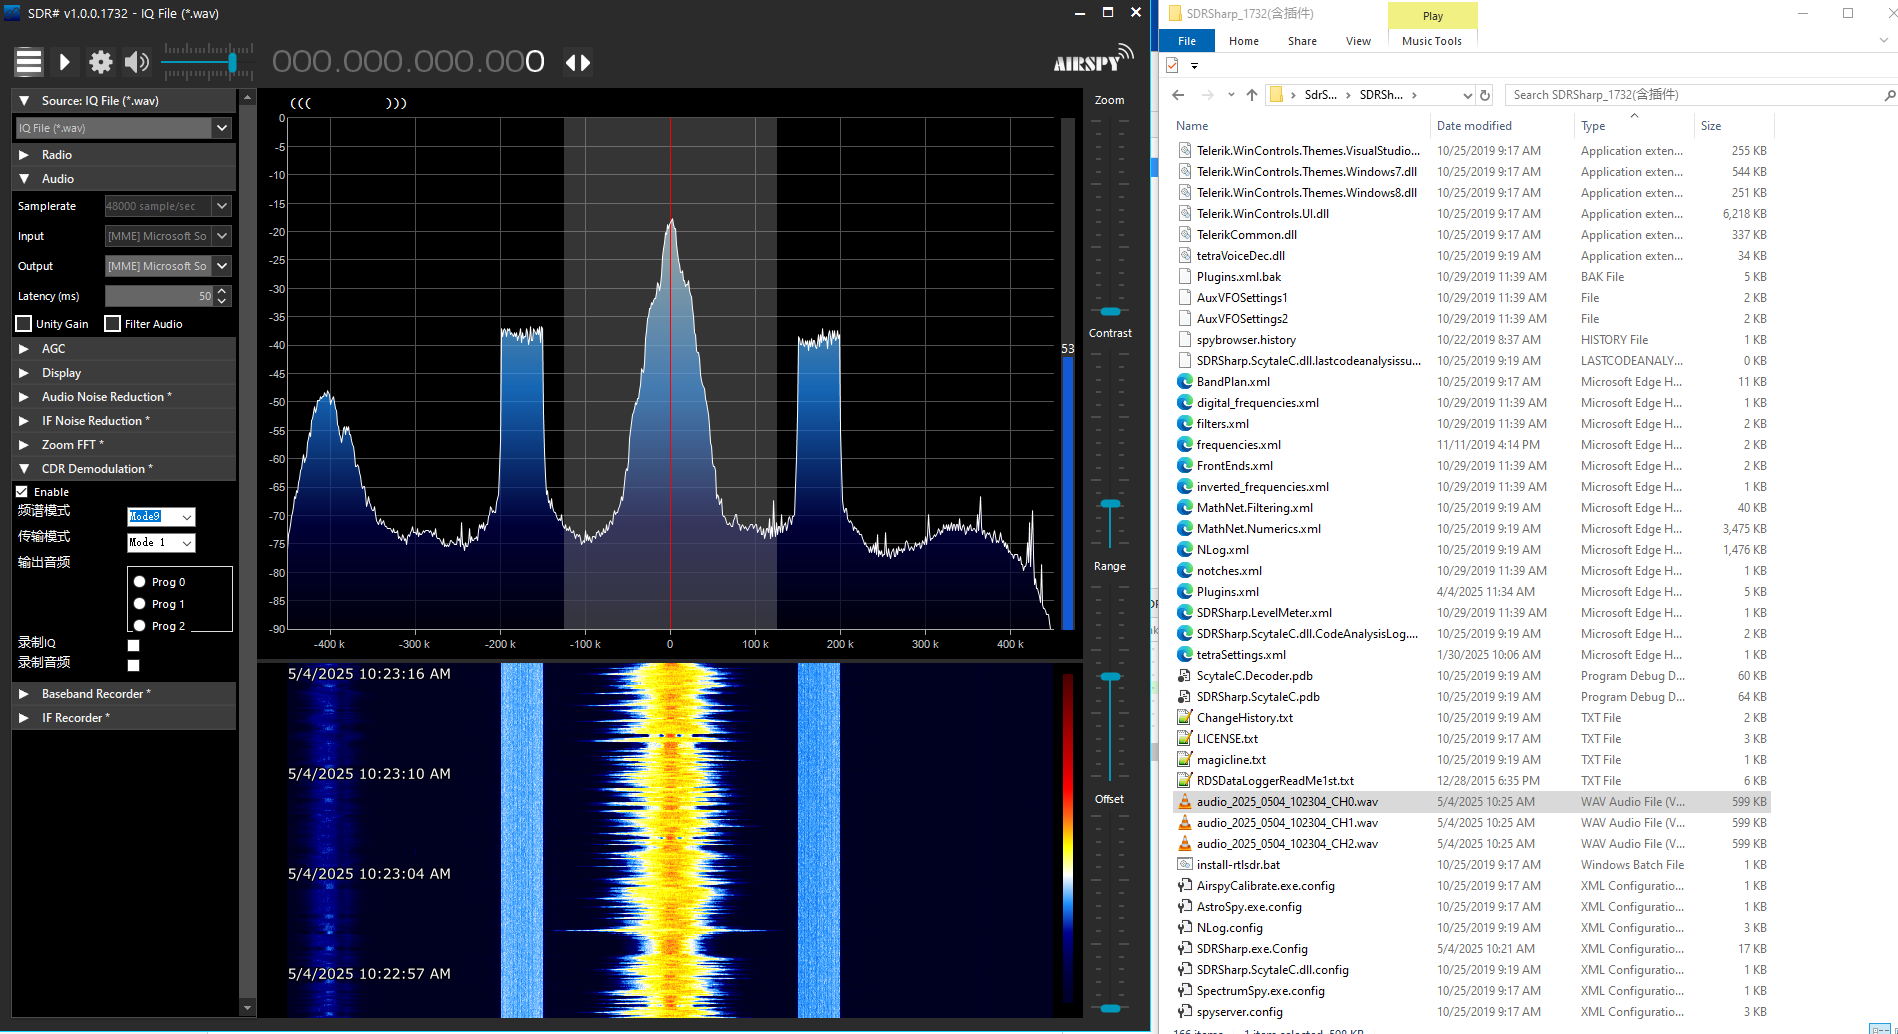 SDR# v1.0.0.1732 - IQ File (*.wav)
000.000.000.000
AIRSPY
Source: IQ File (*.wav)
IQ File (*.wav)
Radio
Audio
Samplerate 48000 sample/sec
Input [MME] Microsoft So
Output [MME] Microsoft So
Latency (ms) 50
Unity Gain Filter Audio
AGC
Display
Audio Noise Reduction *
IF Noise Reduction *
Zoom FFT *
CDR Demodulation *
Enable
频谱模式 Mode9
传输模式 Mode 1
输出音频
Prog 0
Prog 1
Prog 2
录制IQ
录制音频
Baseband Recorder *
IF Recorder *
((( )))
0
-5
-10
-15
-20
-25
-30
-35
-40
-45
-50
-55
-60
-65
-70
-75
-80
-85
-90
-400 k -300 k -200 k -100 k 0 100 k 200 k 300 k 400 k
53
5/4/2025 10:23:16 AM
5/4/2025 10:23:10 AM
5/4/2025 10:23:04 AM
5/4/2025 10:22:57 AM
Zoom
Contrast
Range
Offset
SDRSharp_1732(含插件)
Play
File Home Share View Music Tools
SdrS... SDRSh...
Search SDRSharp_1732(含插件)
Name Date modified Type Size
Telerik.WinControls.Themes.VisualStudio... 10/25/2019 9:17 AM Application exten... 255 KB
Telerik.WinControls.Themes.Windows7.dll 10/25/2019 9:17 AM Application exten... 544 KB
Telerik.WinControls.Themes.Windows8.dll 10/25/2019 9:17 AM Application exten... 251 KB
Telerik.WinControls.UI.dll 10/25/2019 9:17 AM Application exten... 6,218 KB
TelerikCommon.dll 10/25/2019 9:17 AM Application exten... 337 KB
tetraVoiceDec.dll 10/25/2019 9:19 AM Application exten... 34 KB
Plugins.xml.bak 10/29/2019 11:39 AM BAK File 5 KB
AuxVFOSettings1 10/29/2019 11:39 AM File 2 KB
AuxVFOSettings2 10/29/2019 11:39 AM File 2 KB
spybrowser.history 10/22/2019 8:37 AM HISTORY File 1 KB
SDRSharp.ScytaleC.dll.lastcodeanalysissu... 10/25/2019 9:19 AM LASTCODEANALY... 0 KB
BandPlan.xml 10/25/2019 9:17 AM Microsoft Edge H... 11 KB
digital_frequencies.xml 10/29/2019 11:39 AM Microsoft Edge H... 1 KB
filters.xml 10/29/2019 11:39 AM Microsoft Edge H... 2 KB
frequencies.xml 11/11/2019 4:14 PM Microsoft Edge H... 2 KB
FrontEnds.xml 10/29/2019 11:39 AM Microsoft Edge H... 2 KB
inverted_frequencies.xml 10/29/2019 11:39 AM Microsoft Edge H... 1 KB
MathNet.Filtering.xml 10/25/2019 9:17 AM Microsoft Edge H... 40 KB
MathNet.Numerics.xml 10/25/2019 9:17 AM Microsoft Edge H... 3,475 KB
NLog.xml 10/25/2019 9:19 AM Microsoft Edge H... 1,476 KB
notches.xml 10/29/2019 11:39 AM Microsoft Edge H... 1 KB
Plugins.xml 4/4/2025 11:34 AM Microsoft Edge H... 5 KB
SDRSharp.LevelMeter.xml 10/29/2019 11:39 AM Microsoft Edge H... 1 KB
SDRSharp.ScytaleC.dll.CodeAnalysisLog.... 10/25/2019 9:19 AM Microsoft Edge H... 2 KB
tetraSettings.xml 1/30/2025 10:06 AM Microsoft Edge H... 1 KB
ScytaleC.Decoder.pdb 10/25/2019 9:19 AM Program Debug D... 60 KB
SDRSharp.ScytaleC.pdb 10/25/2019 9:19 AM Program Debug D... 64 KB
ChangeHistory.txt 10/25/2019 9:19 AM TXT File 2 KB
LICENSE.txt 10/25/2019 9:17 AM TXT File 3 KB
magicline.txt 10/25/2019 9:17 AM TXT File 1 KB
RDSDataLoggerReadMe1st.txt 12/28/2015 6:35 PM TXT File 6 KB
audio_2025_0504_102304_CH0.wav 5/4/2025 10:25 AM WAV Audio File (V... 599 KB
audio_2025_0504_102304_CH1.wav 5/4/2025 10:25 AM WAV Audio File (V... 599 KB
audio_2025_0504_102304_CH2.wav 5/4/2025 10:25 AM WAV Audio File (V... 599 KB
install-rtlsdr.bat 10/25/2019 9:17 AM Windows Batch File 1 KB
AirspyCalibrate.exe.config 10/25/2019 9:17 AM XML Configuratio... 1 KB
AstroSpy.exe.config 10/25/2019 9:17 AM XML Configuratio... 1 KB
NLog.config 10/25/2019 9:17 AM XML Configuratio... 3 KB
SDRSharp.exe.Config 5/4/2025 10:21 AM XML Configuratio... 17 KB
SDRSharp.ScytaleC.dll.config 10/25/2019 9:19 AM XML Configuratio... 1 KB
SpectrumSpy.exe.config 10/25/2019 9:17 AM XML Configuratio... 1 KB
spyserver.config 10/25/2019 9:17 AM XML Configuratio... 3 KB
166 items 1 item selected 598 KB